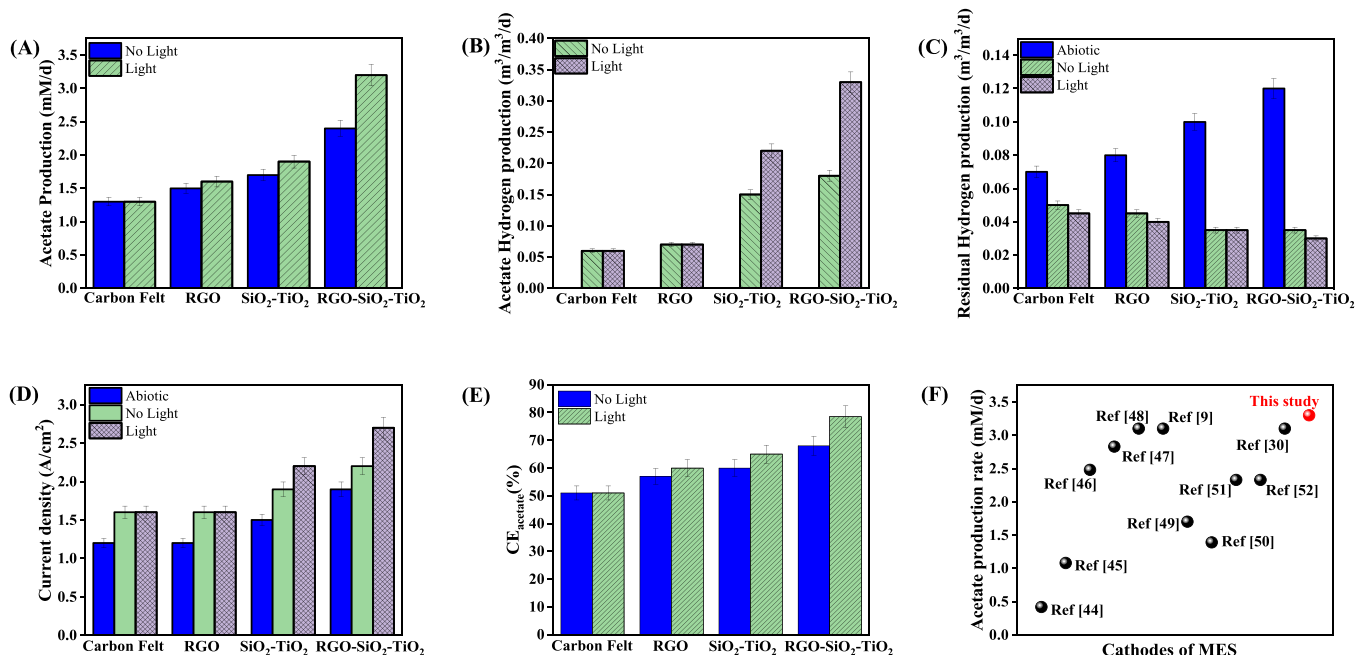 (A)
Acetate Production (mM/d)
3.5
3.0
2.5
2.0
1.5
1.0
0.5
0.0
No Light
Light
Carbon Felt
RGO
SiO₂-TiO₂
RGO-SiO₂-TiO₂
(B)
Acetate Hydrogen production (m³/m³/d)
0.40
0.35
0.30
0.25
0.20
0.15
0.10
0.05
0.00
No Light
Light
Carbon Felt
RGO
SiO₂-TiO₂
RGO-SiO₂-TiO₂
(C)
Residual Hydrogen production (m³/m³/d)
0.14
0.12
0.10
0.08
0.06
0.04
0.02
0.00
Abiotic
No Light
Light
Carbon Felt
RGO
SiO₂-TiO₂
RGO-SiO₂-TiO₂
(D)
Current density (A/cm²)
3.0
2.5
2.0
1.5
1.0
0.5
0.0
Abiotic
No Light
Light
Carbon Felt
RGO
SiO₂-TiO₂
RGO-SiO₂-TiO₂
(E)
CEacetate(%)
90
80
70
60
50
40
30
20
10
0
No Light
Light
Carbon Felt
RGO
SiO₂-TiO₂
RGO-SiO₂-TiO₂
(F)
Acetate production rate (mM/d)
3.5
3.0
2.5
2.0
1.5
1.0
0.5
0.0
This study
Ref [48]
Ref [9]
Ref [30]
Ref [47]
Ref [46]
Ref [51]
Ref [52]
Ref [49]
Ref [50]
Ref [45]
Ref [44]
Cathodes of MES